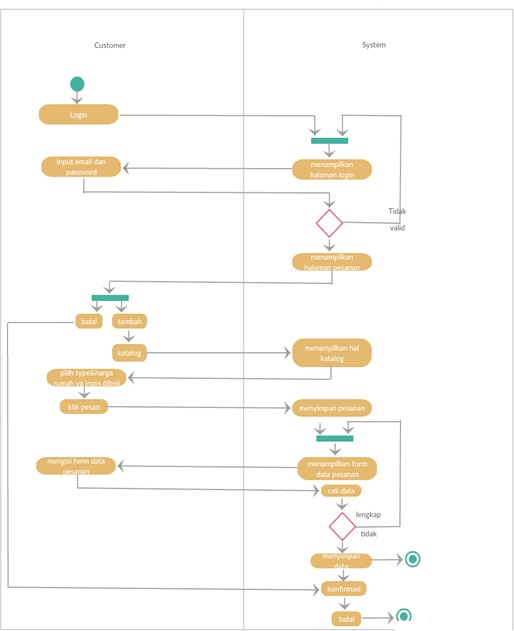 Customer
System
Login
menampilkan
halaman login
input email dan
password
Tidak
valid
menampilkan
halaman pesanan
batal
tambah
katalog
menampilkan hal
katalog
pilih type&harga
rumah yg ingin dibeli
klik pesan
menyimpan pesanan
mengisi form data
pesanan
menampilkan form
data pesanan
cek data
lengkap
tidak
menyimpan
data
konfirmasi
batal